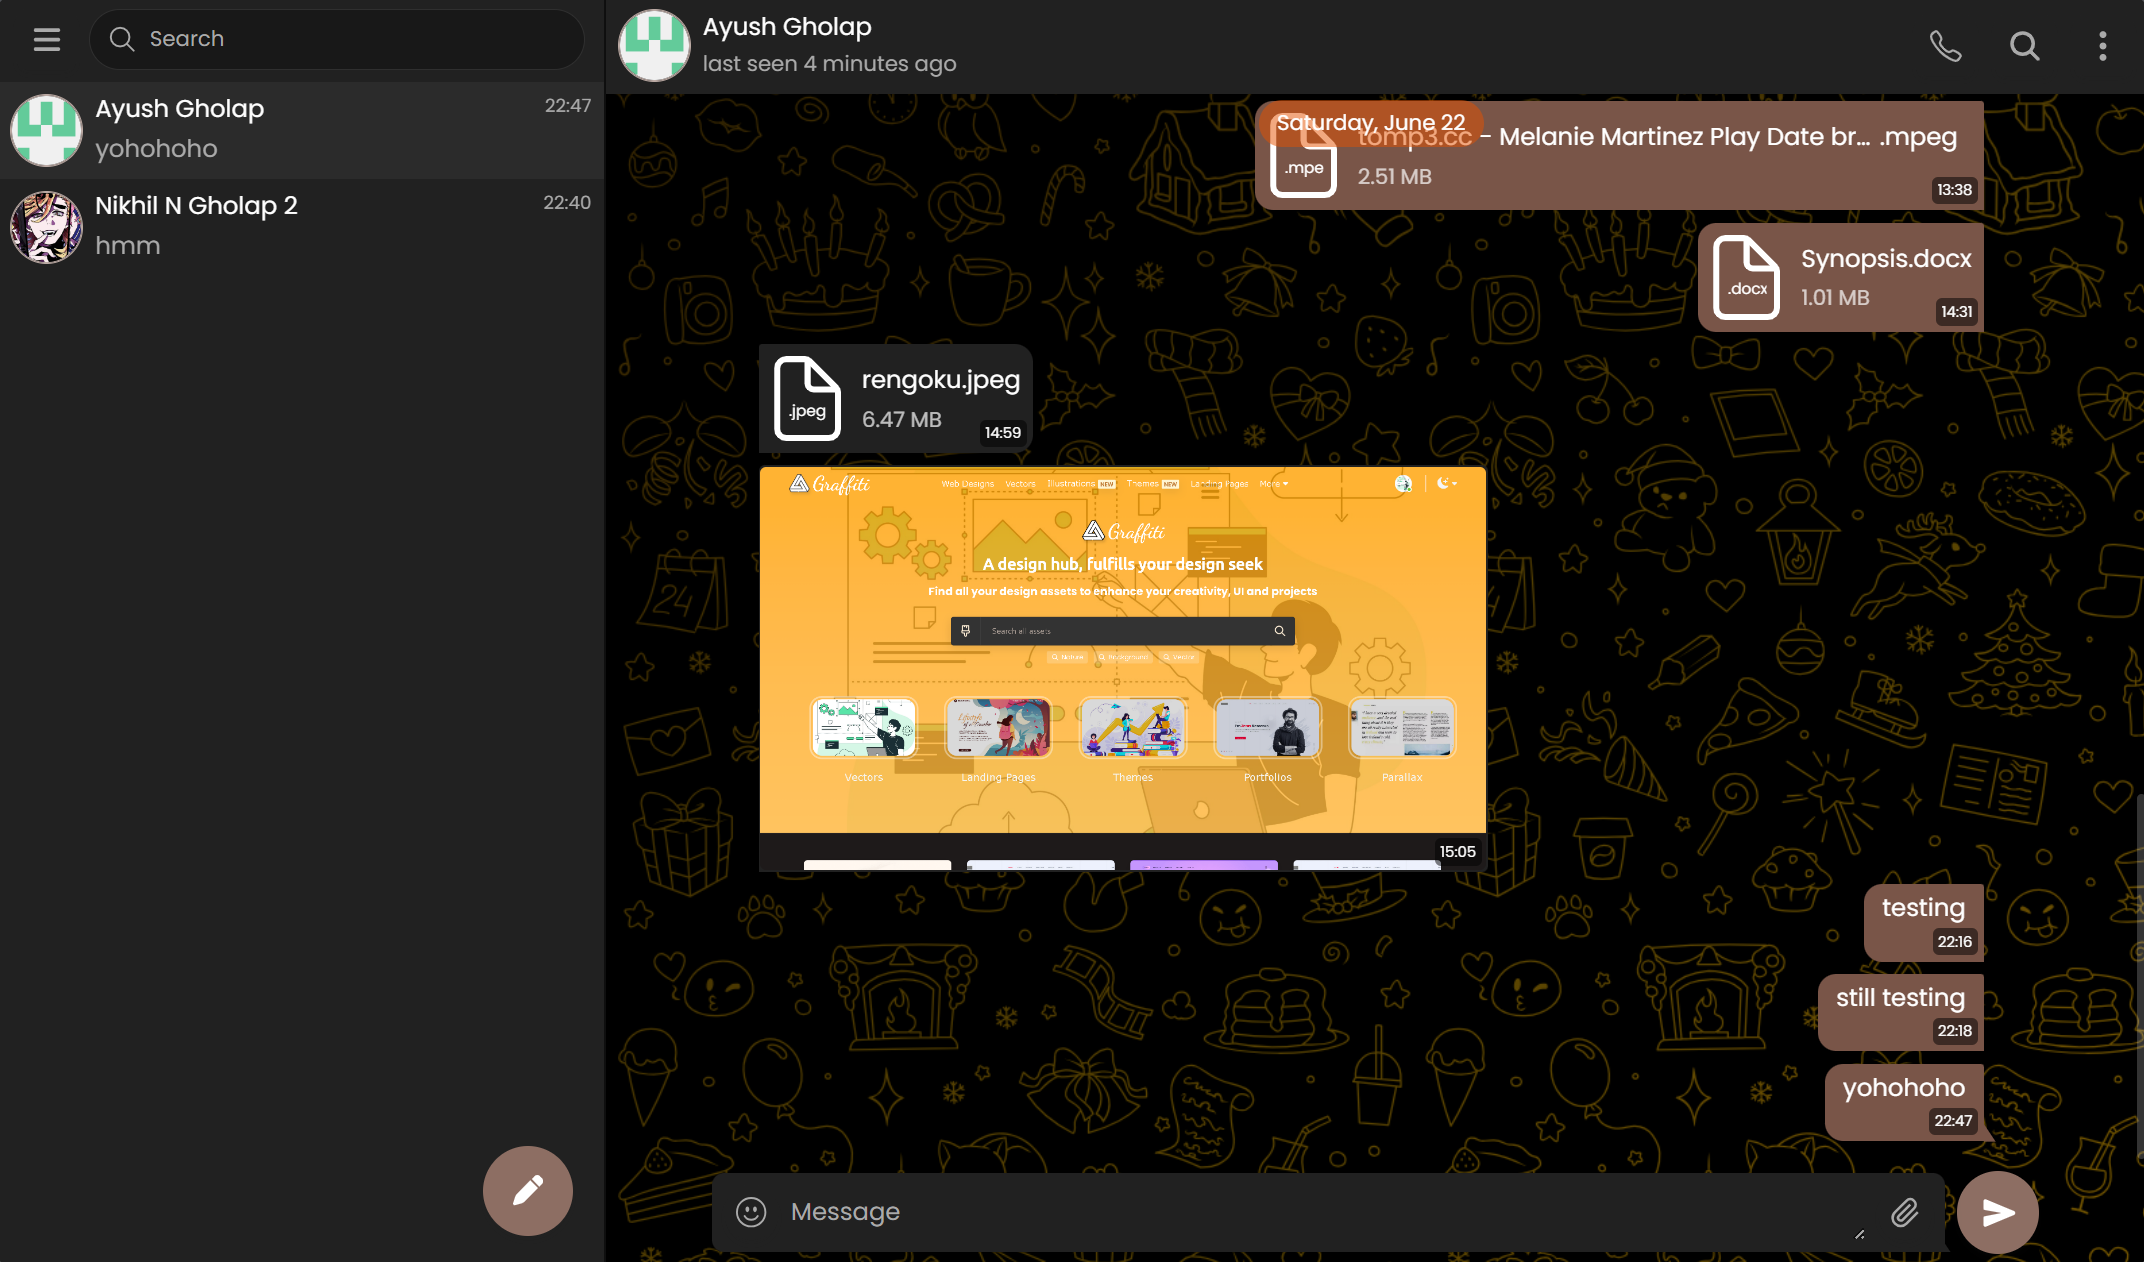 Search
Ayush Gholap
22:47
yohohoho
Nikhil N Gholap 2
22:40
hmm
Ayush Gholap
last seen 4 minutes ago
Saturday, June 22
tomp3.cc - Melanie Martinez Play Date br... .mpeg
.mpe
2.51 MB
13:38
Synopsis.docx
.docx
1.01 MB
14:31
rengoku.jpeg
.jpeg
6.47 MB
14:59
Graffiti
Web Designs Vectors Illustrations NEW Themes NEW Landing Pages More
Graffiti
A design hub, fulfills your design seek
Find all your design assets to enhance your creativity, UI and projects
Search all assets
Vectors
Landing Pages
Themes
Portfolios
Parallax
15:05
testing
22:16
still testing
22:18
yohohoho
22:47
Message